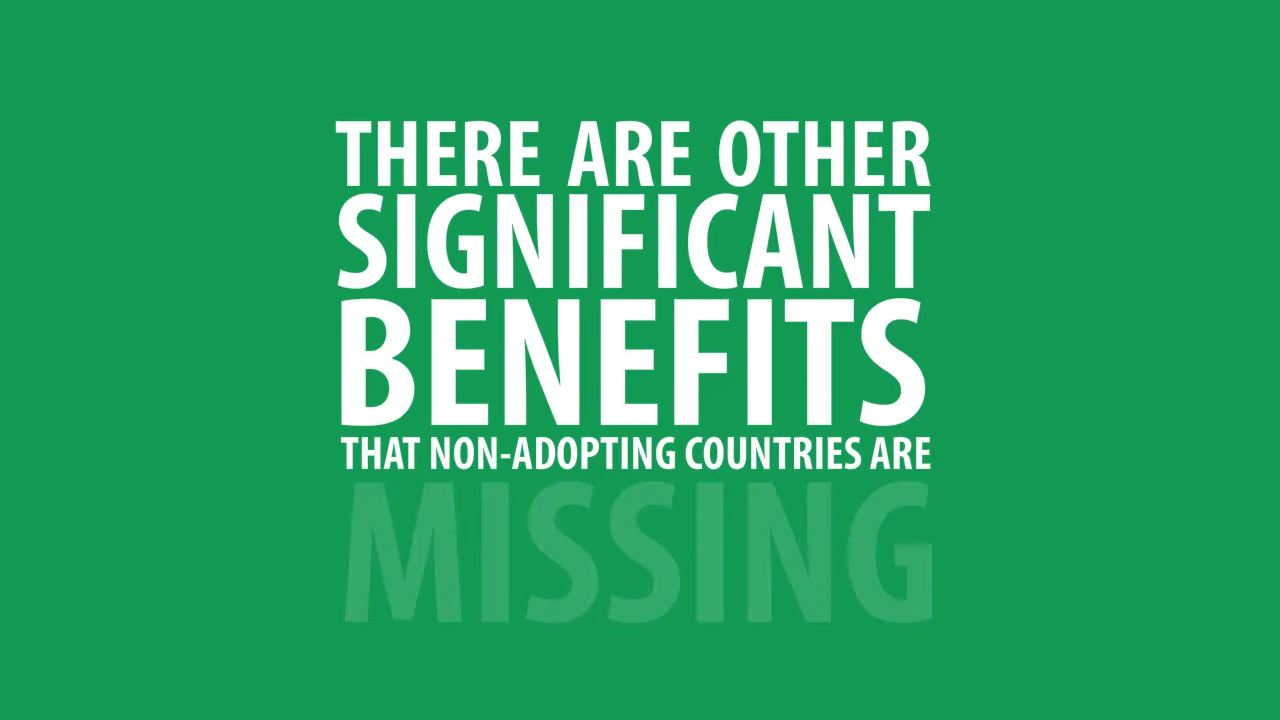 THERE ARE OTHER
SIGNIFICANT
BENEFITS
THAT NON-ADOPTING COUNTRIES ARE
MISSING